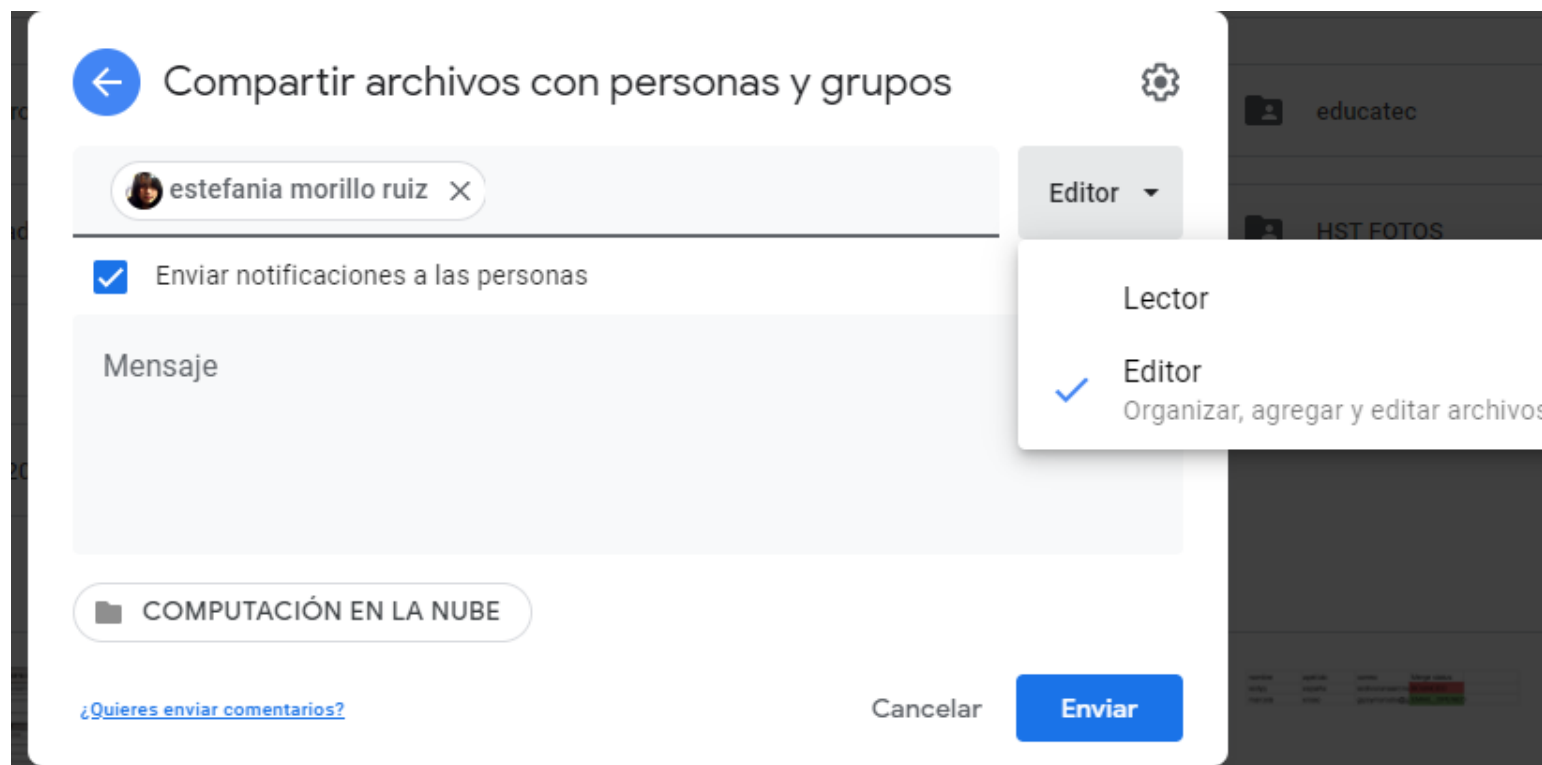 Compartir archivos con personas y grupos
educatec
estefania morillo ruiz
Editor
HST FOTOS
Enviar notificaciones a las personas
Lector
Mensaje
Editor
Organizar, agregar y editar archivos
COMPUTACIÓN EN LA NUBE
¿Quieres enviar comentarios?
Cancelar
Enviar